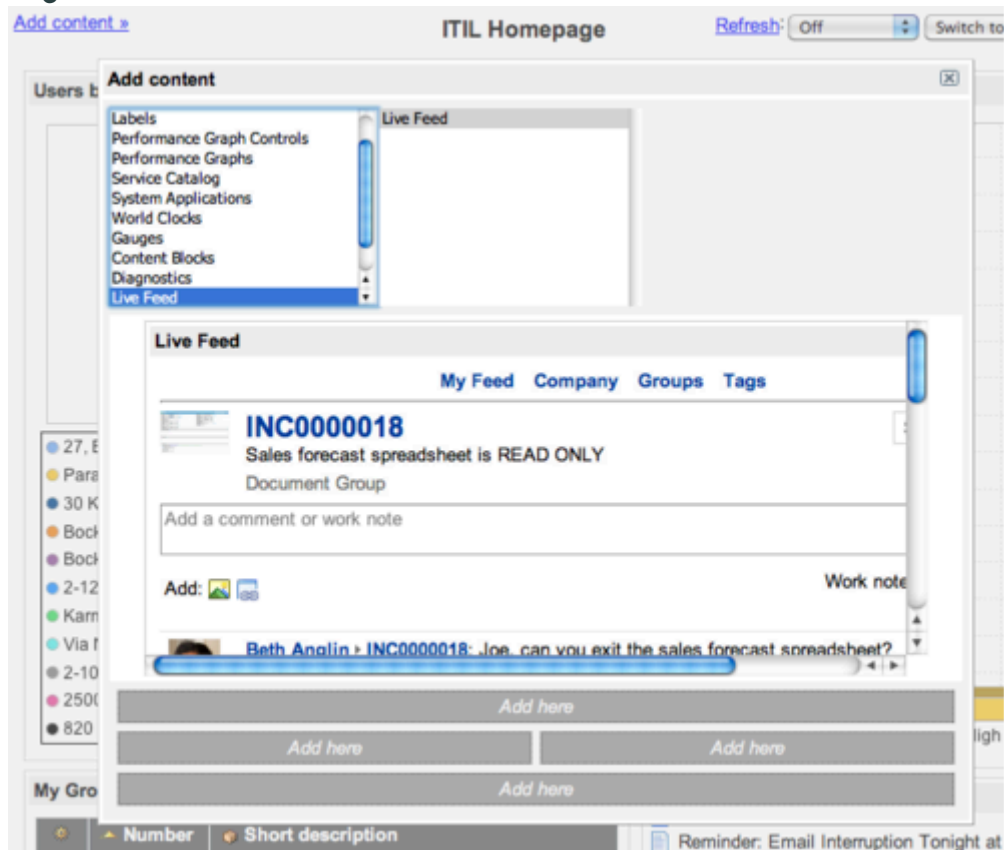 Add content »
ITIL Homepage
Refresh: Off
Switch to
Users b
Add content
Labels
Performance Graph Controls
Performance Graphs
Service Catalog
System Applications
World Clocks
Gauges
Content Blocks
Diagnostics
Live Feed
Live Feed
Live Feed
My Feed Company Groups Tags
INC0000018
Sales forecast spreadsheet is READ ONLY
Document Group
Add a comment or work note
Add:
Work note
Beth Anglin ▸ INC0000018: Joe, can you exit the sales forecast spreadsheet?
27,
Para
30 K
Bock
Bock
2-12
Karn
Via
2-10
2500
820
ligh
Add here
Add here Add here
Add here
My Gro
Number Short description
Reminder: Email Interruption Tonight at